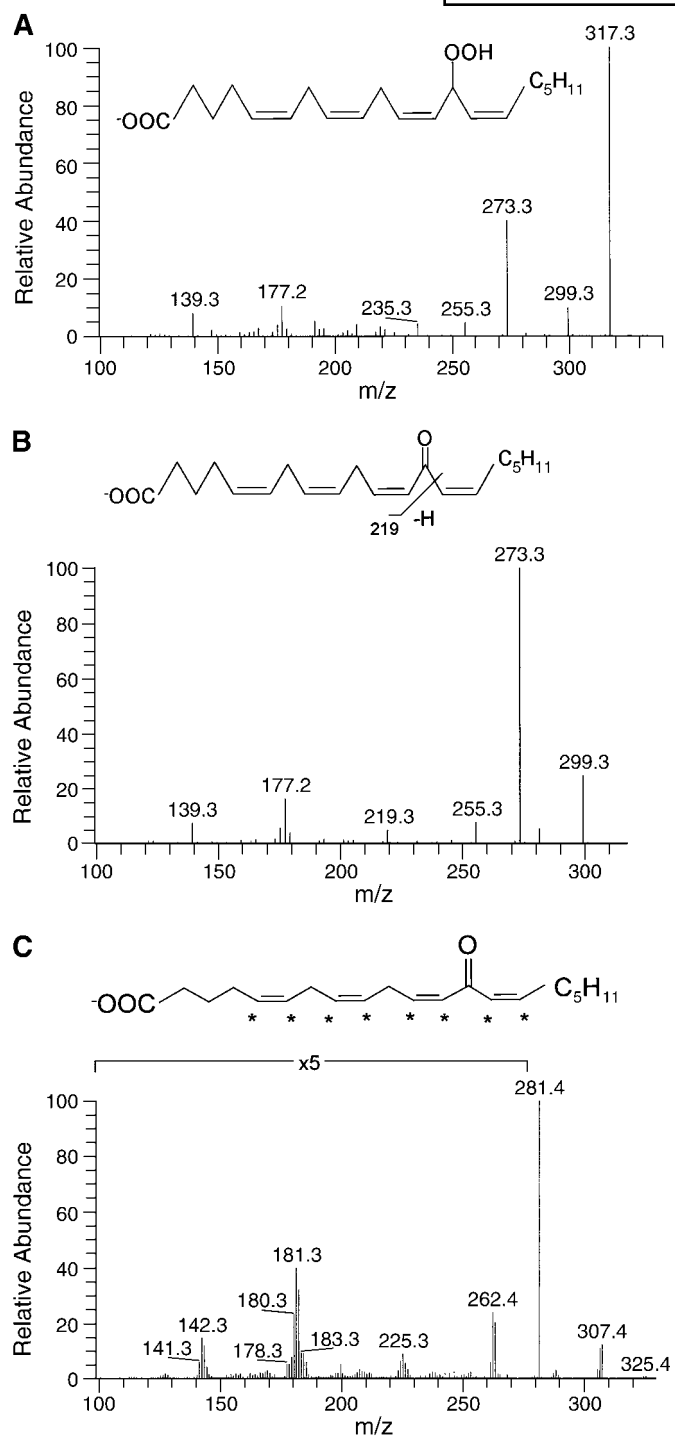 A
OOH
C5H11
-OOC
317.3
273.3
139.3
177.2
235.3
255.3
299.3
Relative Abundance
100
80
60
40
20
0
100 150 200 250 300
m/z
B
O
C5H11
-OOC
219 -H
273.3
299.3
177.2
139.3
219.3
255.3
Relative Abundance
100
80
60
40
20
0
100 150 200 250 300
m/z
C
O
-OOC
C5H11
* * * * * * * *
x5
281.4
181.3
180.3
262.4
142.3
141.3
178.3
183.3
225.3
307.4
325.4
Relative Abundance
100
80
60
40
20
0
100 150 200 250 300
m/z